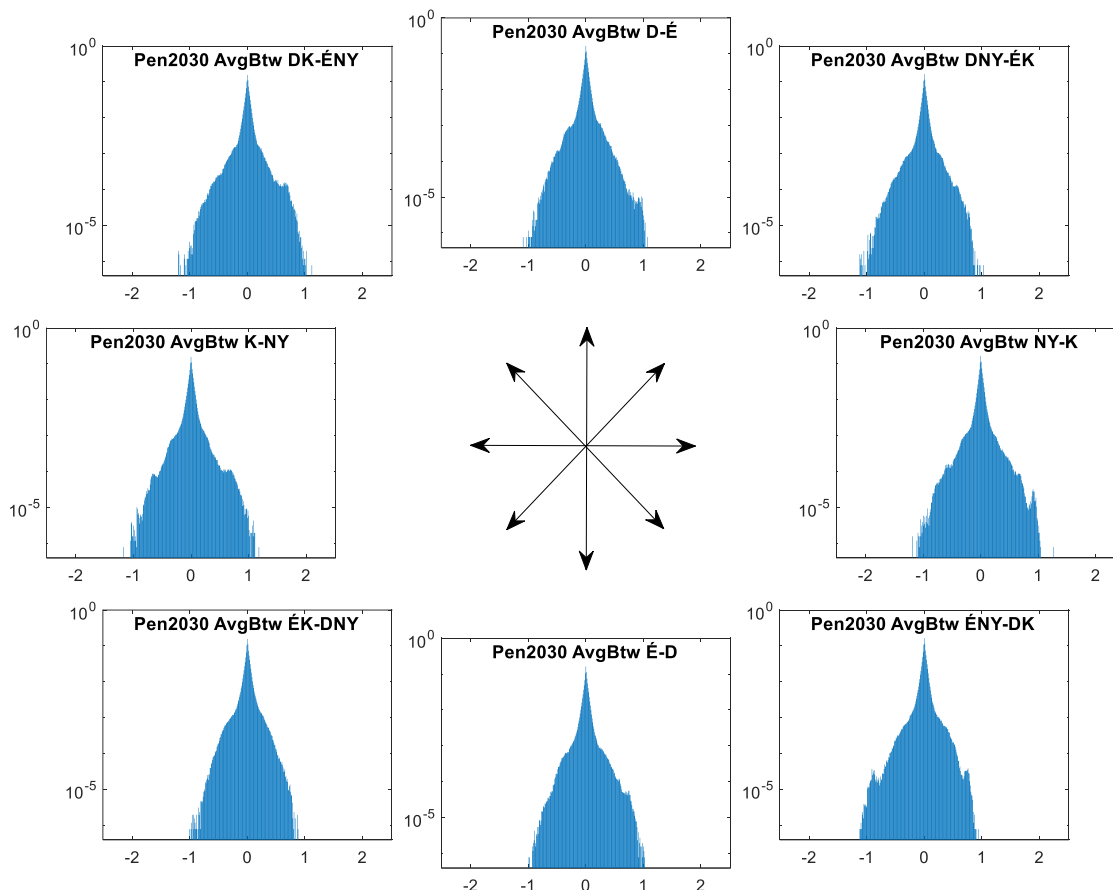 Pen2030 AvgBtw DK-ÉNY
10^0
10^-5
-2 -1 0 1 2
Pen2030 AvgBtw D-É
10^0
10^-5
-2 -1 0 1 2
Pen2030 AvgBtw DNY-ÉK
10^0
10^-5
-2 -1 0 1 2
Pen2030 AvgBtw K-NY
10^0
10^-5
-2 -1 0 1 2
Pen2030 AvgBtw NY-K
10^0
10^-5
-2 -1 0 1 2
Pen2030 AvgBtw ÉK-DNY
10^0
10^-5
-2 -1 0 1 2
Pen2030 AvgBtw É-D
10^0
10^-5
-2 -1 0 1 2
Pen2030 AvgBtw ÉNY-DK
10^0
10^-5
-2 -1 0 1 2